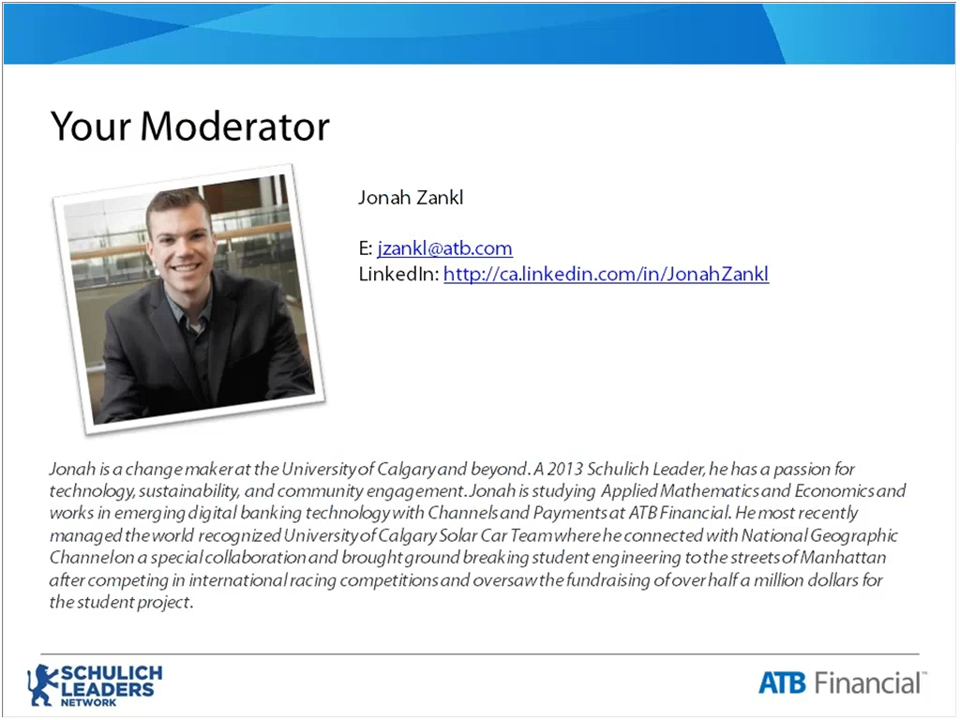 Your Moderator
Jonah Zankl
E: jzankl@atb.com
LinkedIn: http://ca.linkedin.com/in/JonahZankl
Jonah is a change maker at the University of Calgary and beyond. A 2013 Schulich Leader, he has a passion for
technology, sustainability, and community engagement. Jonah is studying Applied Mathematics and Economics and
works in emerging digital banking technology with Channels and Payments at ATB Financial. He most recently
managed the world recognized University of Calgary Solar Car Team where he connected with National Geographic
Channel on a special collaboration and brought ground breaking student engineering to the streets of Manhattan
after competing in international racing competitions and oversaw the fundraising of over half a million dollars for
the student project.
SCHULICH
LEADERS
NETWORK
ATB Financial™